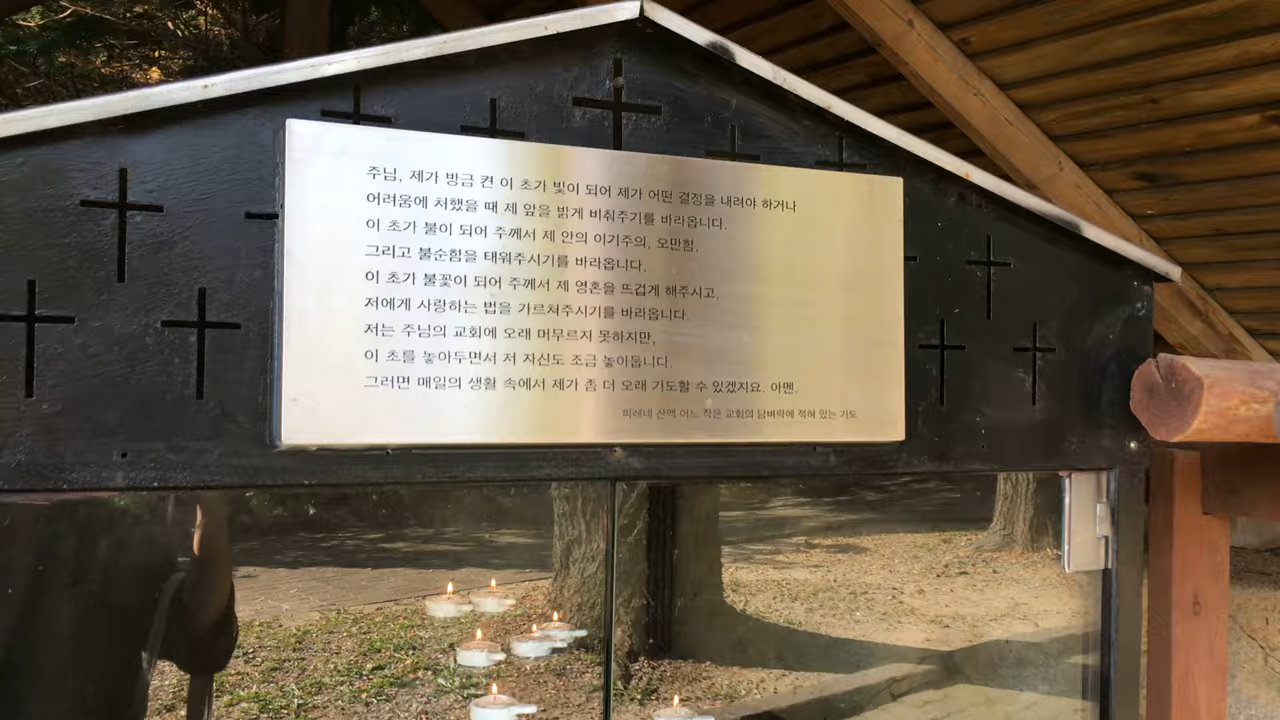 주님, 제가 방금 켠 이 초가 빛이 되어 제가 어떤 결정을 내려야 하거나
어려움에 처했을 때 제 앞을 밝게 비춰주기를 바라옵니다.
이 초가 불이 되어 주께서 제 안의 이기주의, 오만함,
그리고 불순함을 태워주시기를 바라옵니다,
이 초가 불꽃이 되어 주께서 제 영혼을 뜨겁게 해주시고,
저에게 사랑하는 법을 가르쳐주시기를 바라옵니다.
저는 주님의 교회에 오래 머무르지 못하지만,
이 초를 놓아두면서 저 자신도 조금 놓아둡니다.
그러면 매일의 생활 속에서 제가 좀 더 오래 기도할 수 있겠지요. 아멘.
피레네 산맥 어느 작은 교회의 담벼락에 적혀 있는 기도